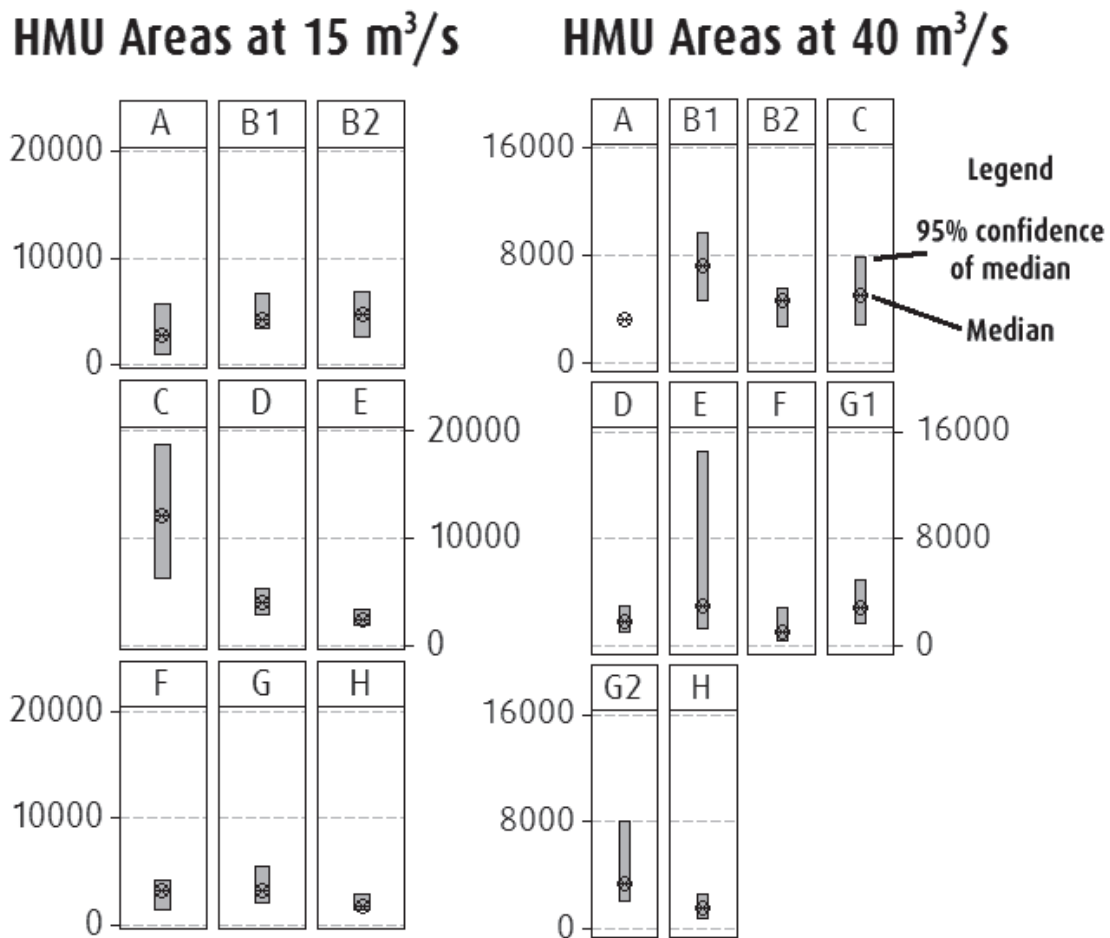 HMU Areas at 15 m³/s
HMU Areas at 40 m³/s
A B1 B2
20000
10000
0
C D E
20000
10000
0
F G H
20000
10000
0
A B1 B2 C
16000
8000
0
Legend
95% confidence
of median
Median
D E F G1
16000
8000
0
G2 H
16000
8000
0